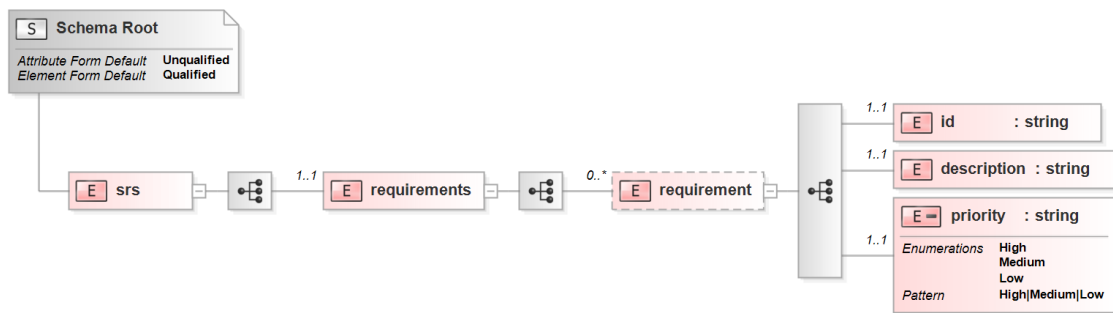 S Schema Root
Attribute Form Default Unqualified
Element Form Default Qualified
E srs
1..1
E requirements
0..*
E requirement
1..1
E id : string
1..1
E description : string
1..1
E priority : string
Enumerations High
Medium
Low
Pattern High|Medium|Low